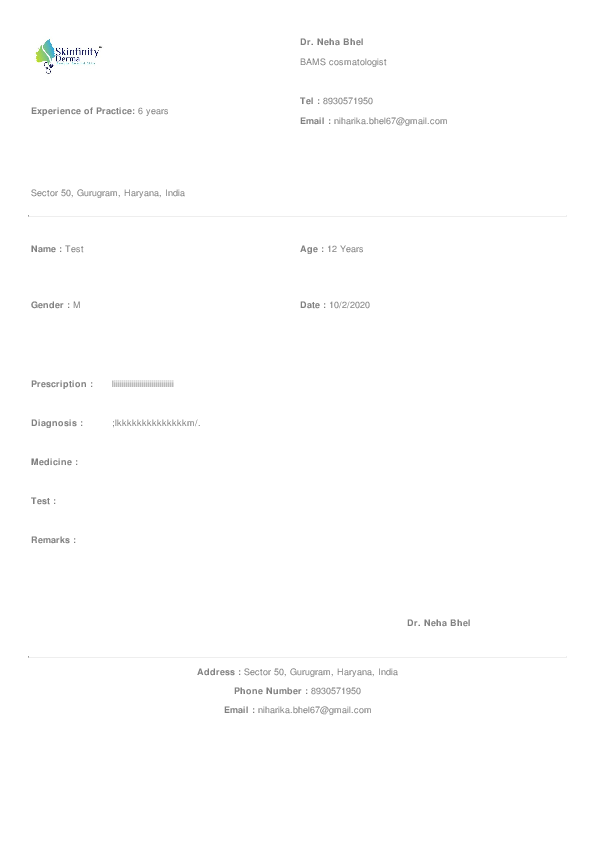 Skinfinity
Derma
Dr. Neha Bhel
BAMS cosmatologist
Tel : 8930571950
Experience of Practice: 6 years
Email : niharika.bhel67@gmail.com
Sector 50, Gurugram, Haryana, India
Name : Test
Age : 12 Years
Gender : M
Date : 10/2/2020
Prescription :
Diagnosis : ;lkkkkkkkkkkkkkkm/.
Medicine :
Test :
Remarks :
Dr. Neha Bhel
Address : Sector 50, Gurugram, Haryana, India
Phone Number : 8930571950
Email : niharika.bhel67@gmail.com